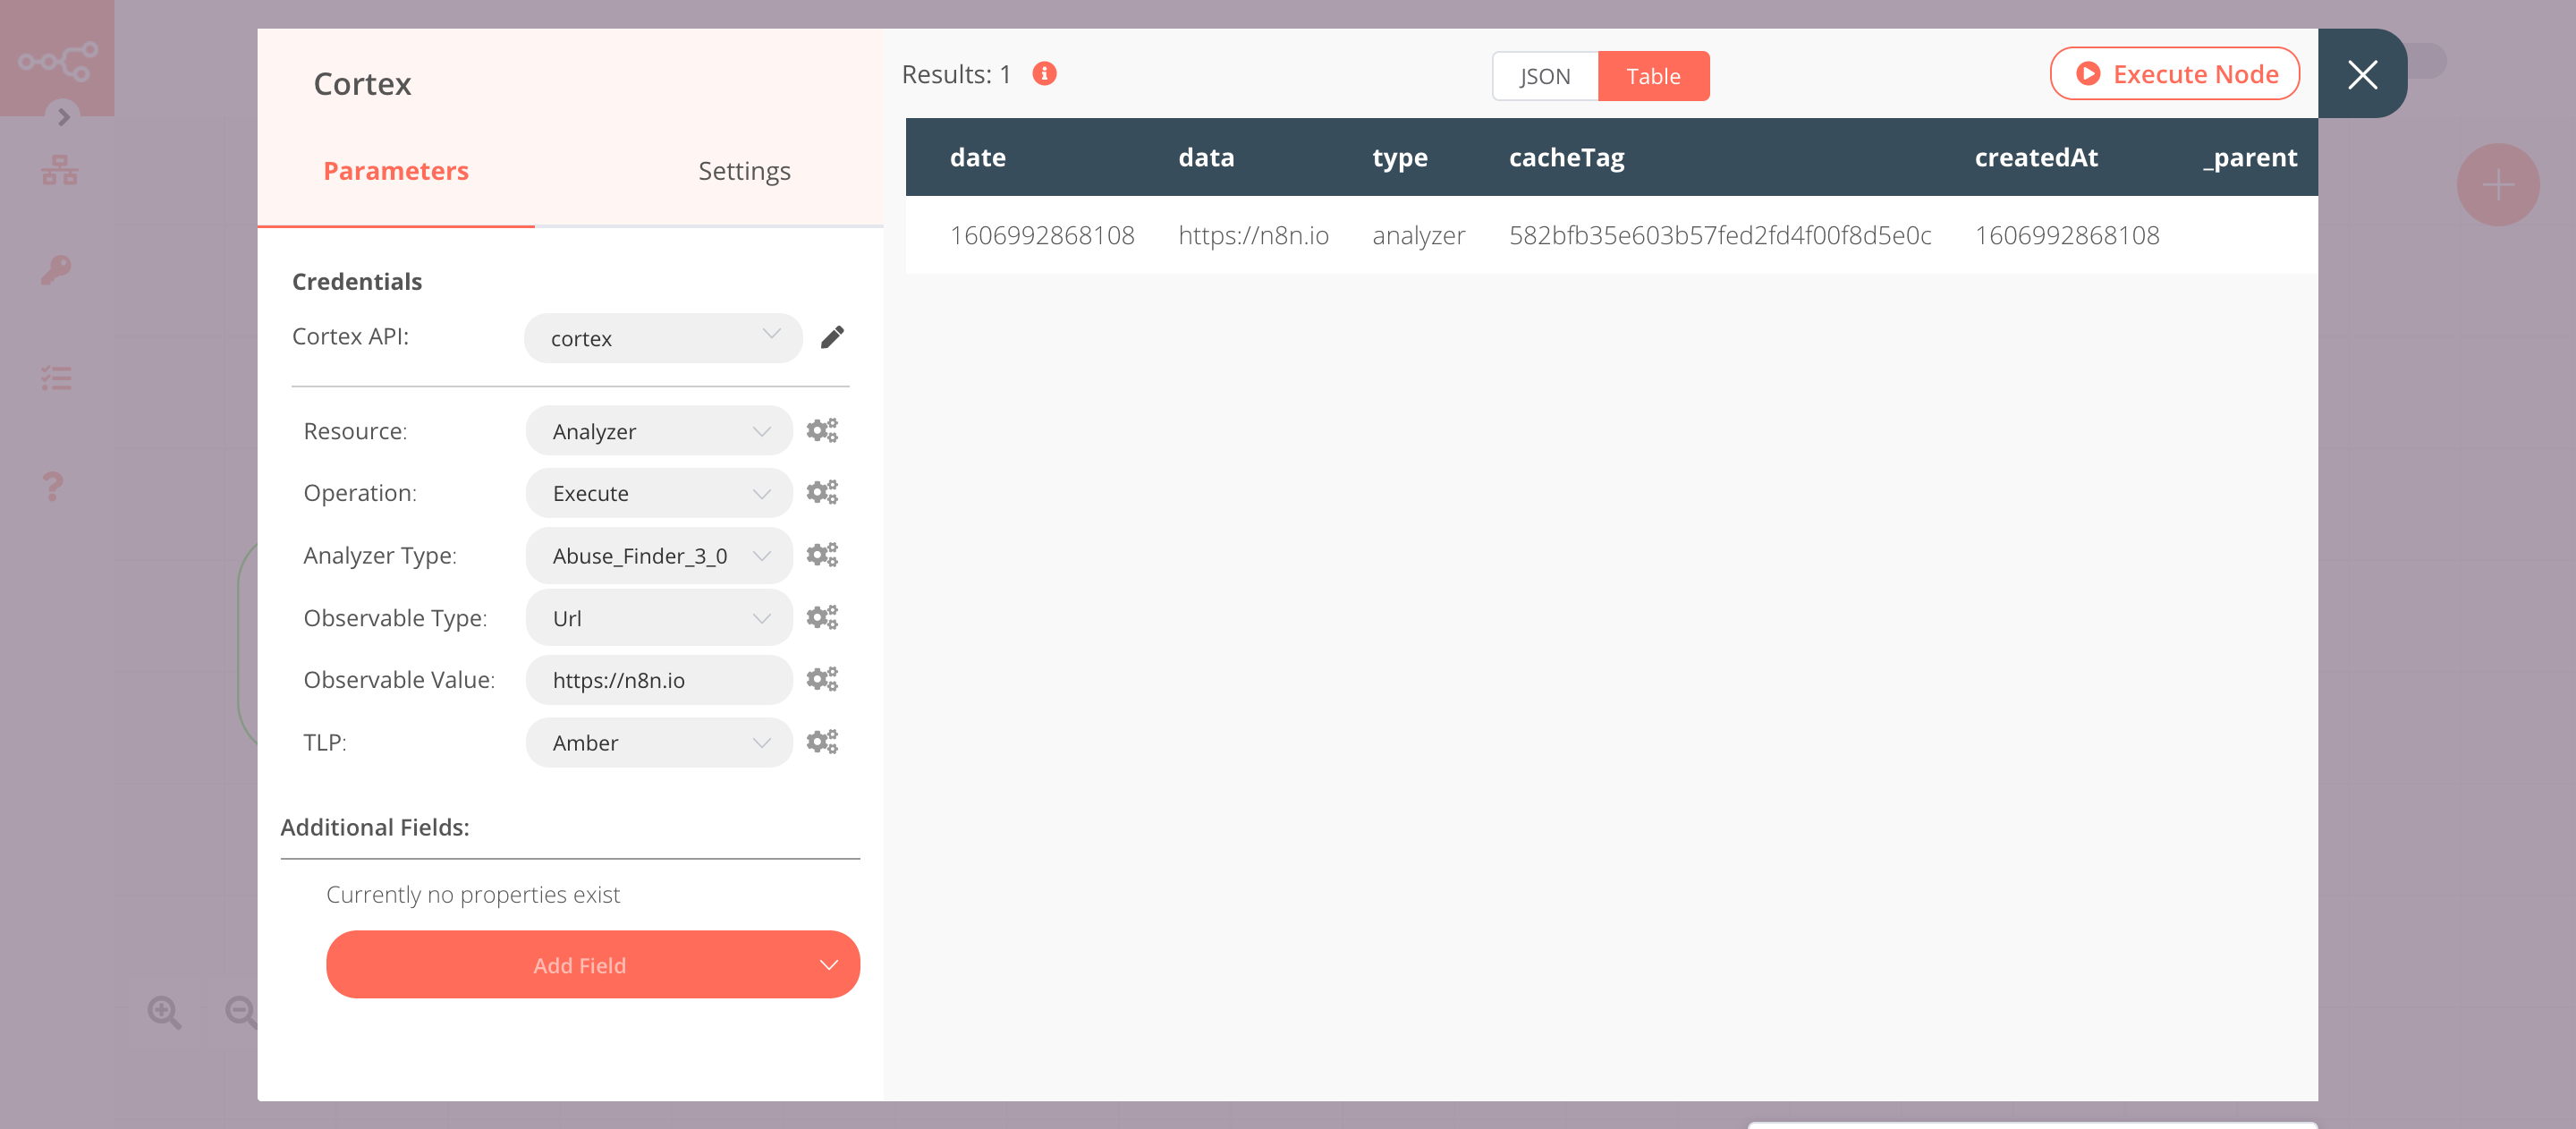 Cortex
Parameters Settings
Credentials
Cortex API: cortex
Resource: Analyzer
Operation: Execute
Analyzer Type: Abuse_Finder_3_0
Observable Type: Url
Observable Value: https://n8n.io
TLP: Amber
Additional Fields:
Currently no properties exist
Add Field
Results: 1 JSON Table Execute Node
date data type cacheTag createdAt _parent
1606992868108 https://n8n.io analyzer 582bfb35e603b57fed2fd4f00f8d5e0c 1606992868108